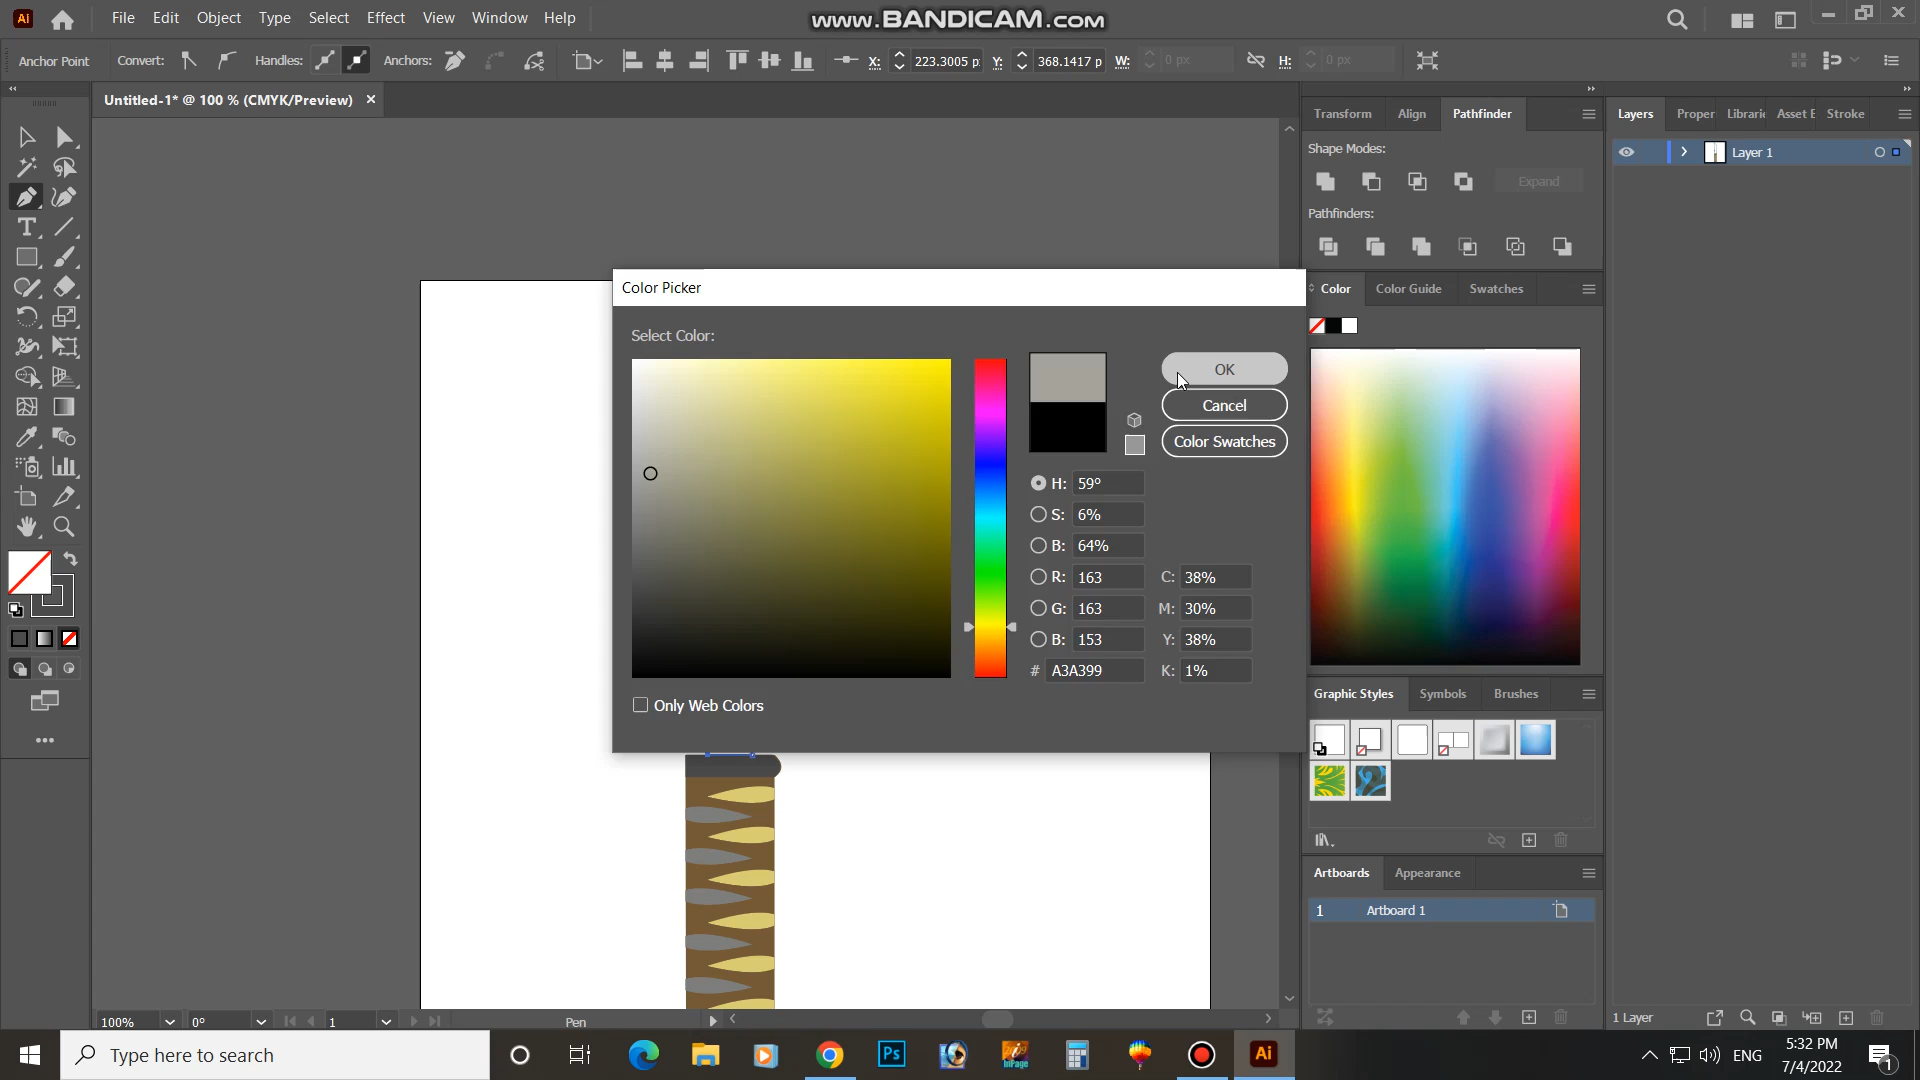 Ai File Edit Object Type Select Effect View Window Help
www.BANDICAM.com
Anchor Point Convert: Handles: Anchors: X: 223.3005 p Y: 368.1417 p W: 0 px H: 0 px
Untitled-1* @ 100 % (CMYK/Preview) ×
Transform Align Pathfinder
Layers Proper Librari Asset E Stroke
Shape Modes:
Layer 1
Expand
Pathfinders:
Color Picker
Color Color Guide Swatches
Select Color:
OK
Cancel
Color Swatches
H: 59°
S: 6%
B: 64%
R: 163 C: 38%
G: 163 M: 30%
B: 153 Y: 38%
# A3A399 K: 1%
Only Web Colors
Graphic Styles Symbols Brushes
Artboards Appearance
1 Artboard 1
100% 0° 1 Pen
1 Layer
Type here to search
Ps
InPage
Ai
ENG
5:32 PM
7/4/2022
1